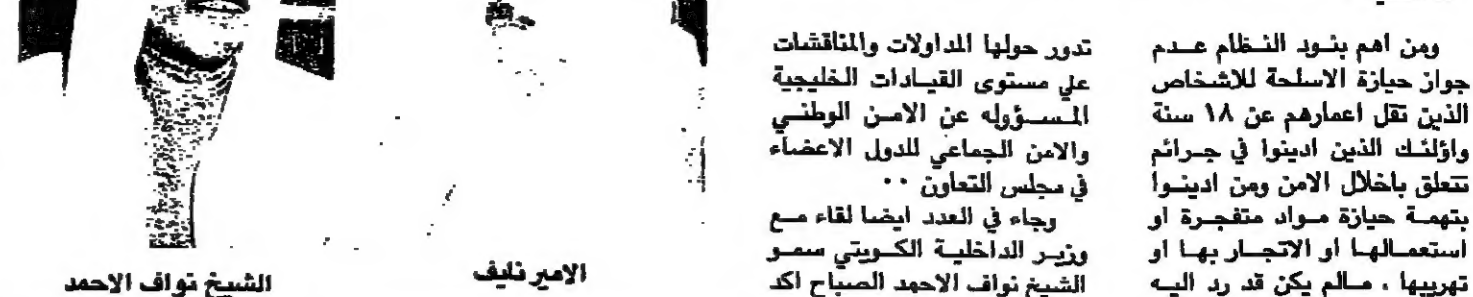 ومن اهم بنود النظام عدم
جواز حيازة الاسلحة للاشخاص
الذين تقل اعمارهم عن ١٨ سنة
واؤلئك الذين ادينوا في جرائم
تتعلق باخلال الامن ومن ادينوا
بتهمة حيازة مواد متفجرة او
استعمالها او الاتجار بها او
تهريبها ، مالم يكن قد رد اليه
تدور حولها المداولات والمناقشات
علي مستوى القيادات الخليجية
المسؤوله عن الامن الوطني
والامن الجماعي للدول الاعضاء
في مجلس التعاون ٠٠
وجاء في العدد ايضا لقاء مع
وزير الداخلية الكويتي سمو
الشيخ نواف الاحمد الصباح اكد
الامير نايف
الشيخ نواف الاحمد